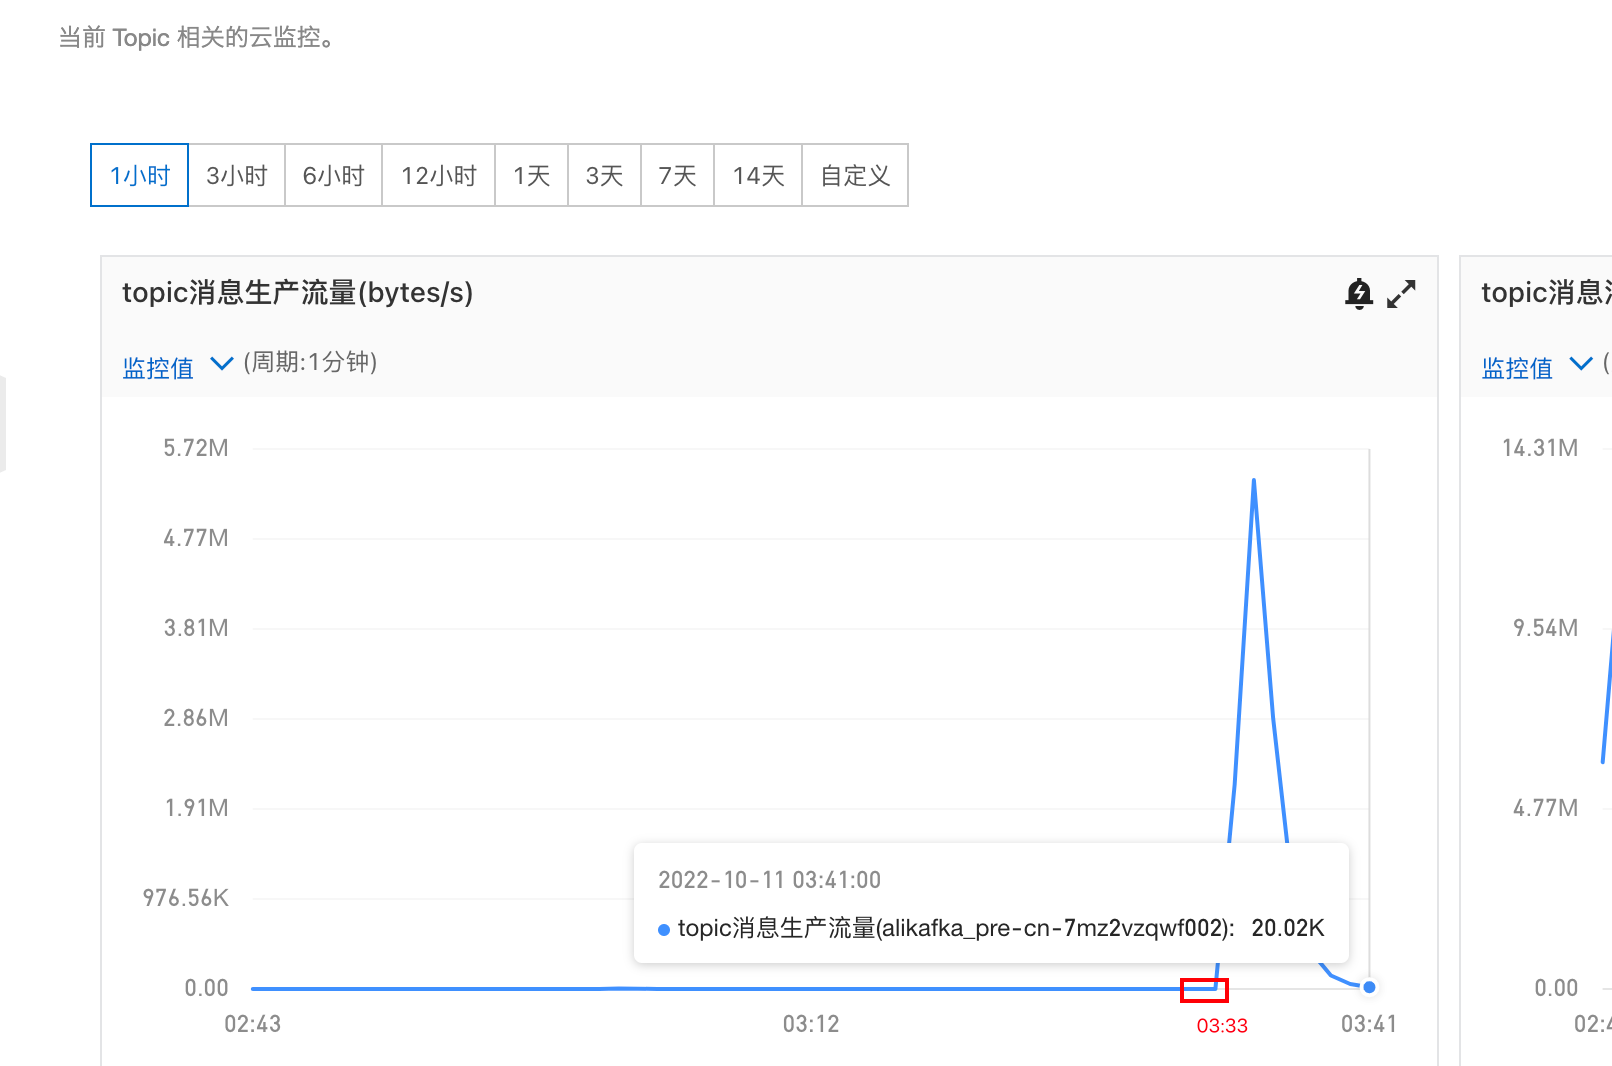 当前 Topic 相关的云监控。
1小时 3小时 6小时 12小时 1天 3天 7天 14天 自定义
topic消息生产流量(bytes/s)
监控值 (周期:1分钟)
5.72M
4.77M
3.81M
2.86M
1.91M
976.56K
0.00
2022-10-11 03:41:00
topic消息生产流量(alikafka_pre-cn-7mz2vzqwf002): 20.02K
02:43 03:12 03:33 03:41
topic消息
监控值 (
14.31M
9.54M
4.77M
0.00
02:4